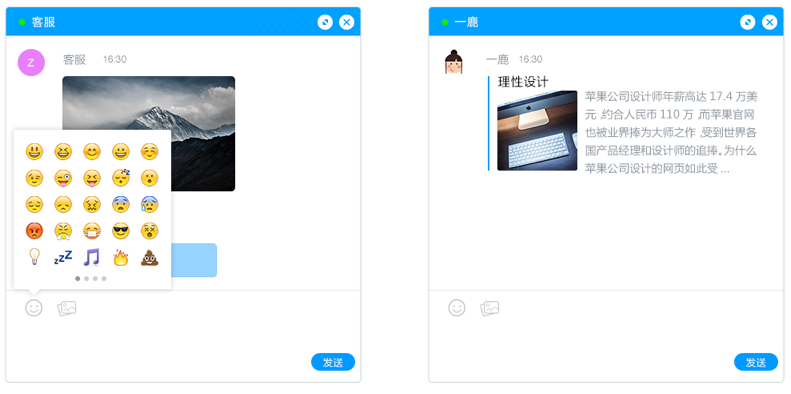 客服
Z
客服 16:30
zzZ
发送
一鹿
一鹿 16:30
理性设计
苹果公司设计师年薪高达 17.4 万美
元 ,约合人民币 110 万 ,而苹果官网
也被业界捧为大师之作 ,受到世界各
国产品经理和设计师的追捧。为什么
苹果公司设计的网页如此受 ...
发送